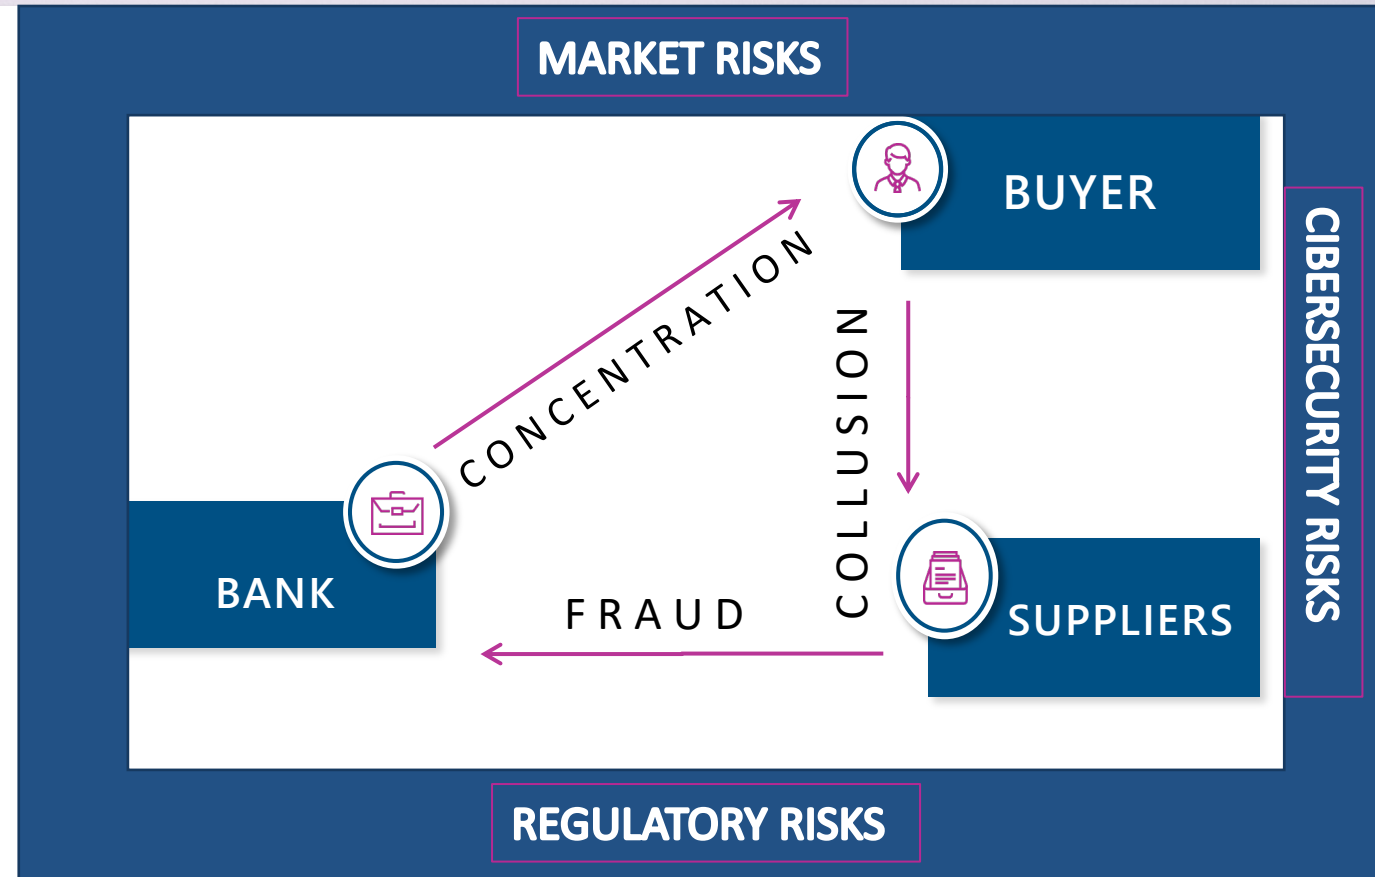 MARKET RISKS
BUYER
CONCENTRATION
COLLUSION
CIBERSECURITY RISKS
BANK
FRAUD
SUPPLIERS
REGULATORY RISKS